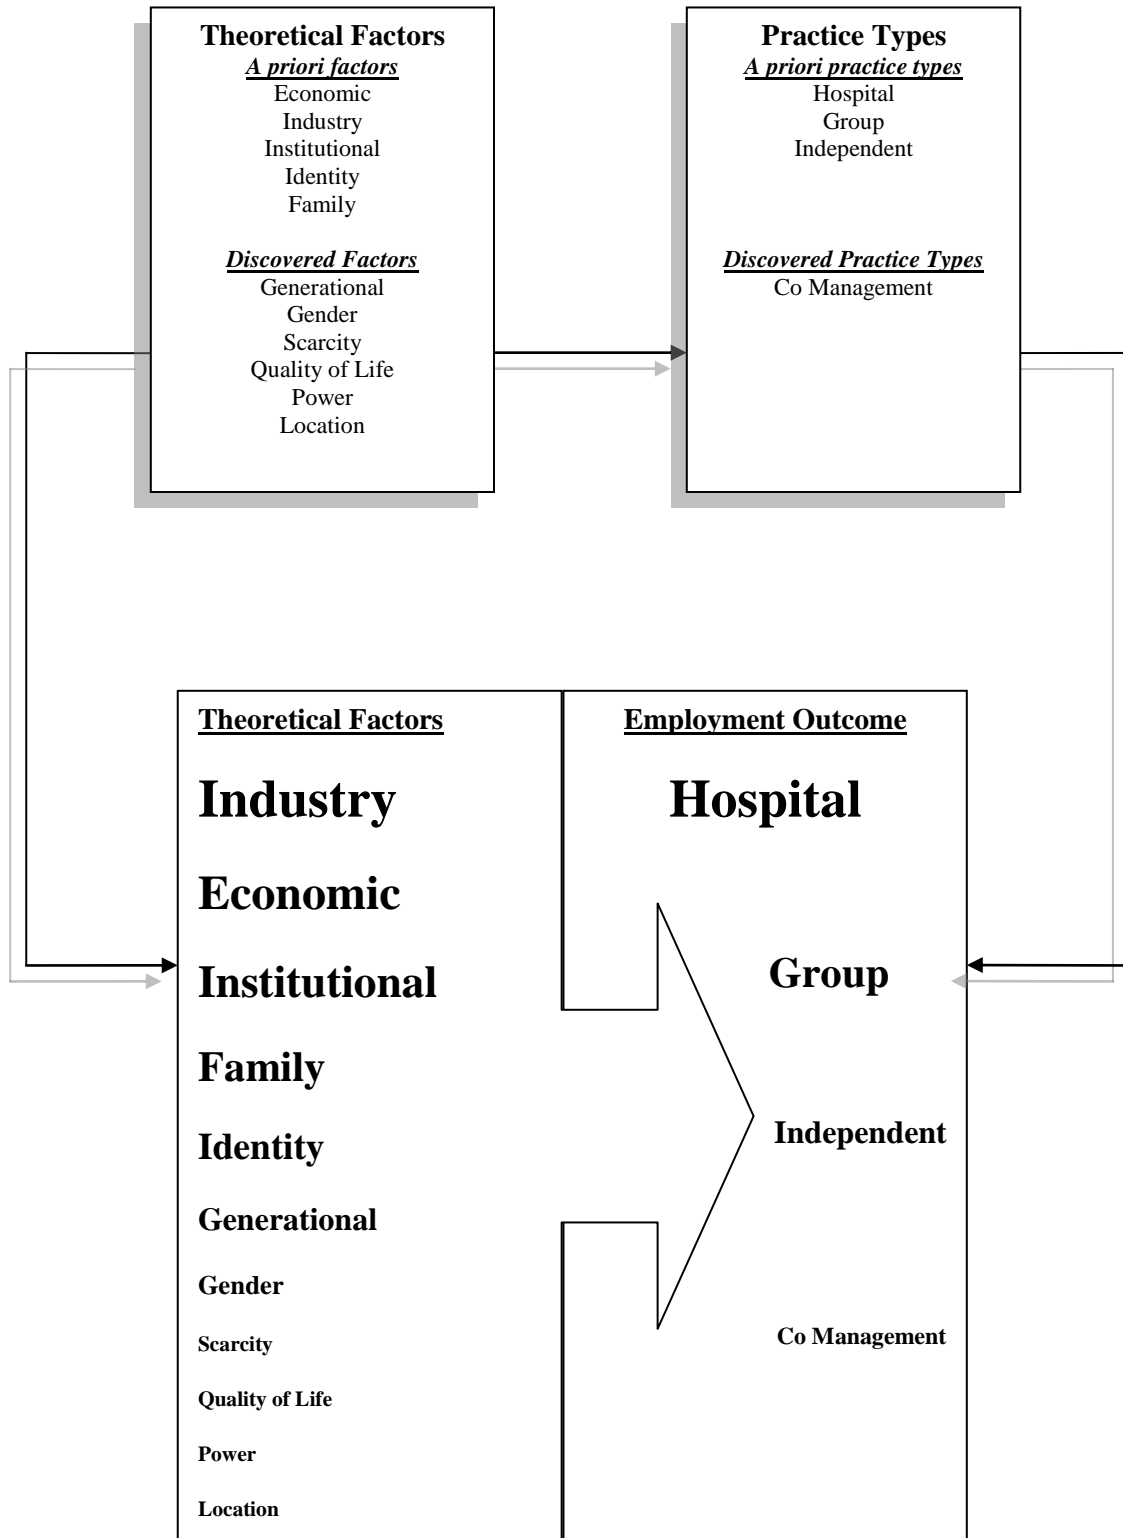 Theoretical Factors
A priori factors
Economic
Industry
Institutional
Identity
Family
Discovered Factors
Generational
Gender
Scarcity
Quality of Life
Power
Location
Practice Types
A priori practice types
Hospital
Group
Independent
Discovered Practice Types
Co Management
Theoretical Factors
Industry
Economic
Institutional
Family
Identity
Generational
Gender
Scarcity
Quality of Life
Power
Location
Employment Outcome
Hospital
Group
Independent
Co Management